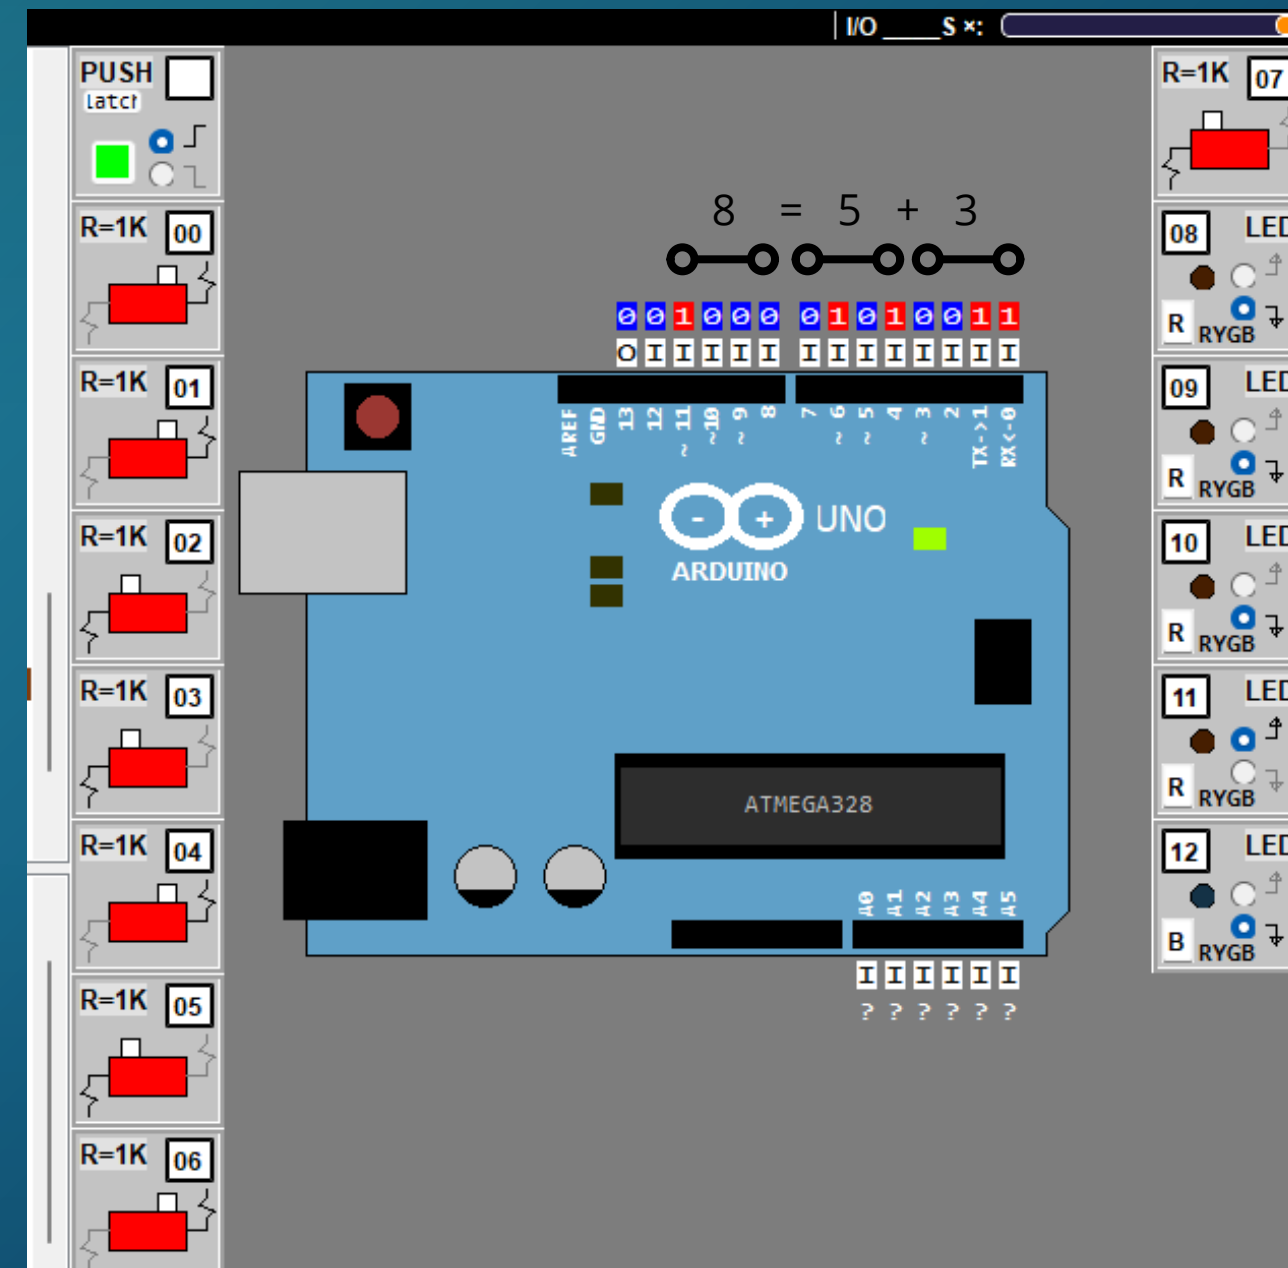 I/O ____S ×:
PUSH
Latch
R=1K 00
R=1K 01
R=1K 02
R=1K 03
R=1K 04
R=1K 05
R=1K 06
8 = 5 + 3
0 0 1 0 0 0 0 1 0 1 0 0 1 1
O I I I I I I I I I I I I I
AREF GND 13 12 ~11 ~10 ~9 8 7 ~6 ~5 4 ~3 2 TX->1 RX<-0
- + UNO
ARDUINO
ATMEGA328
A0 A1 A2 A3 A4 A5
I I I I I I
? ? ? ? ? ?
R=1K 07
08 LED
R RYGB
09 LED
R RYGB
10 LED
R RYGB
11 LED
R RYGB
12 LED
B RYGB